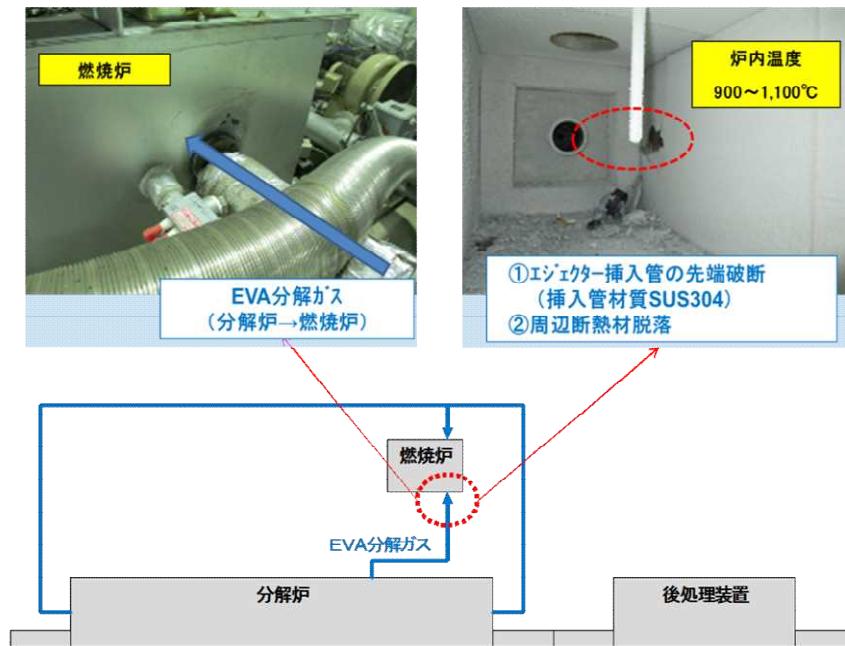 燃焼炉
炉内温度
900～1,100℃
EVA分解ｶﾞｽ
（分解炉→燃焼炉）
①ｴｼﾞｪｸﾀｰ挿入管の先端破断
（挿入管材質SUS304）
②周辺断熱材脱落
燃焼炉
EVA分解ガス
分解炉
後処理装置